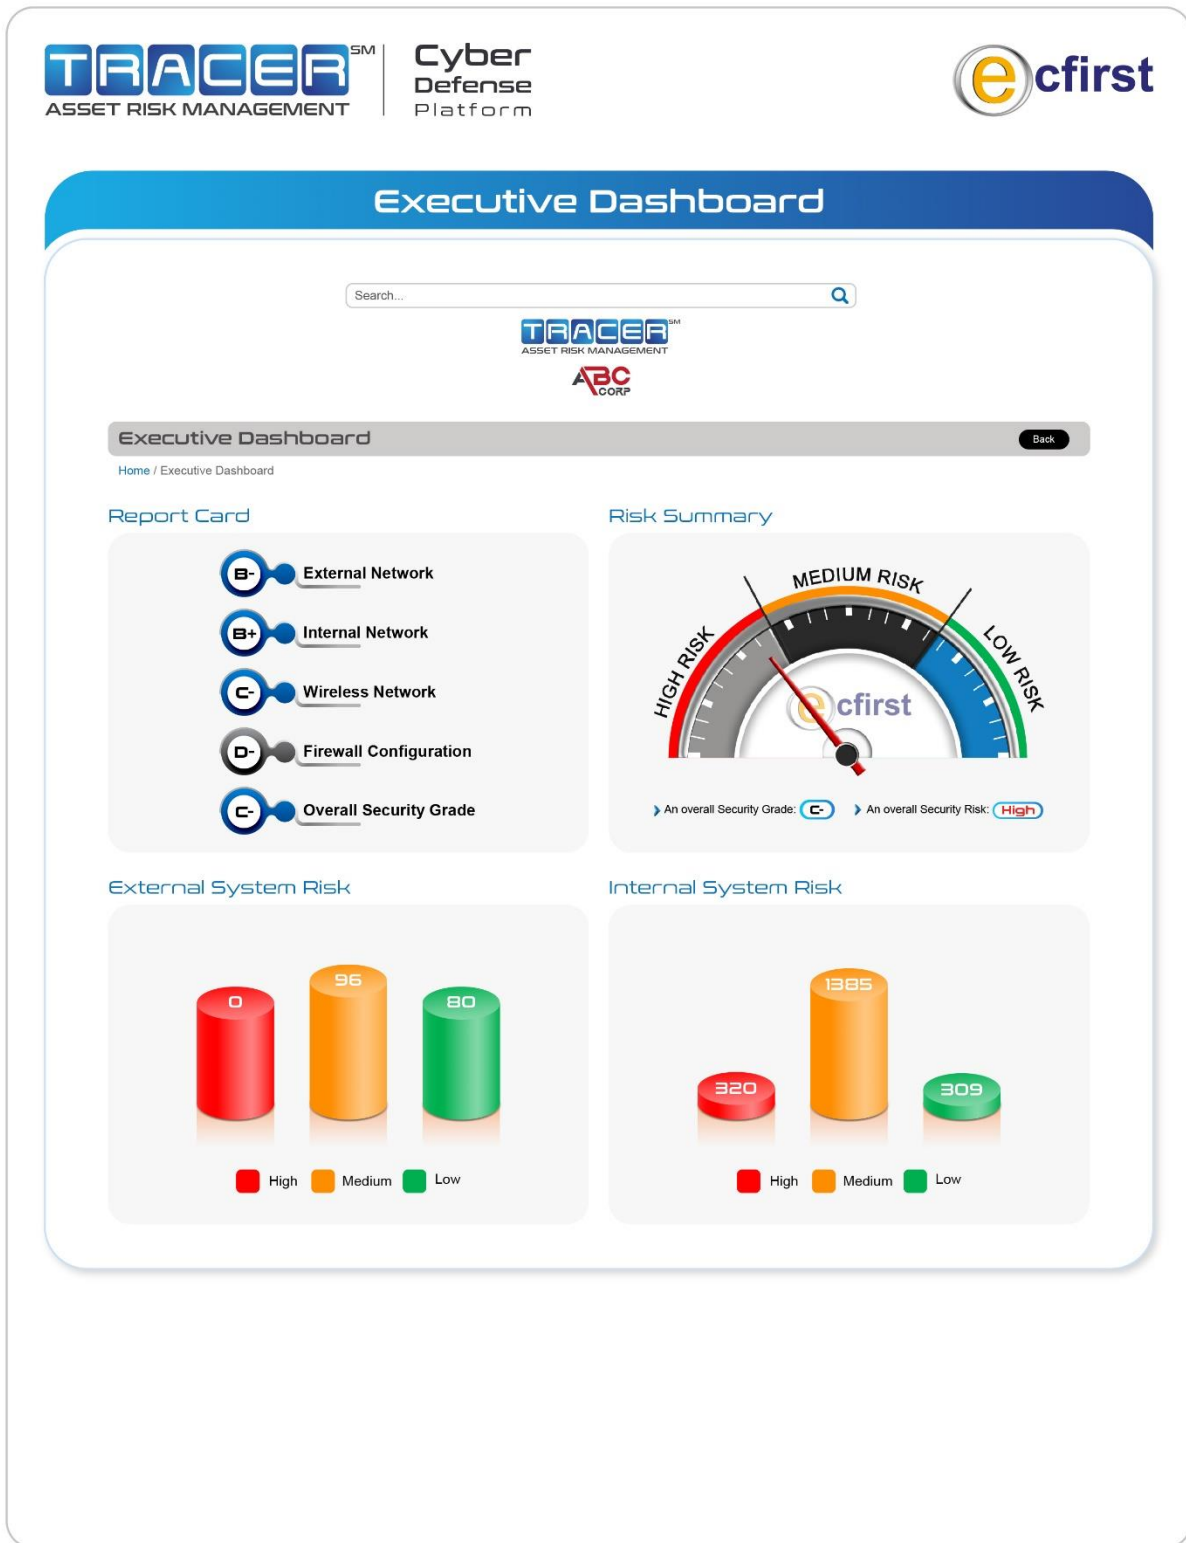 TRACER SM
ASSET RISK MANAGEMENT
Cyber
Defense
Platform
ecfirst
Executive Dashboard
Search...
TRACER SM
ASSET RISK MANAGEMENT
ABC
CORP
Executive Dashboard
Back
Home / Executive Dashboard
Report Card
B- External Network
B+ Internal Network
C- Wireless Network
D- Firewall Configuration
C- Overall Security Grade
Risk Summary
HIGH RISK
MEDIUM RISK
LOW RISK
ecfirst
An overall Security Grade: C-
An overall Security Risk: High
External System Risk
0
96
80
High Medium Low
Internal System Risk
320
1385
309
High Medium Low